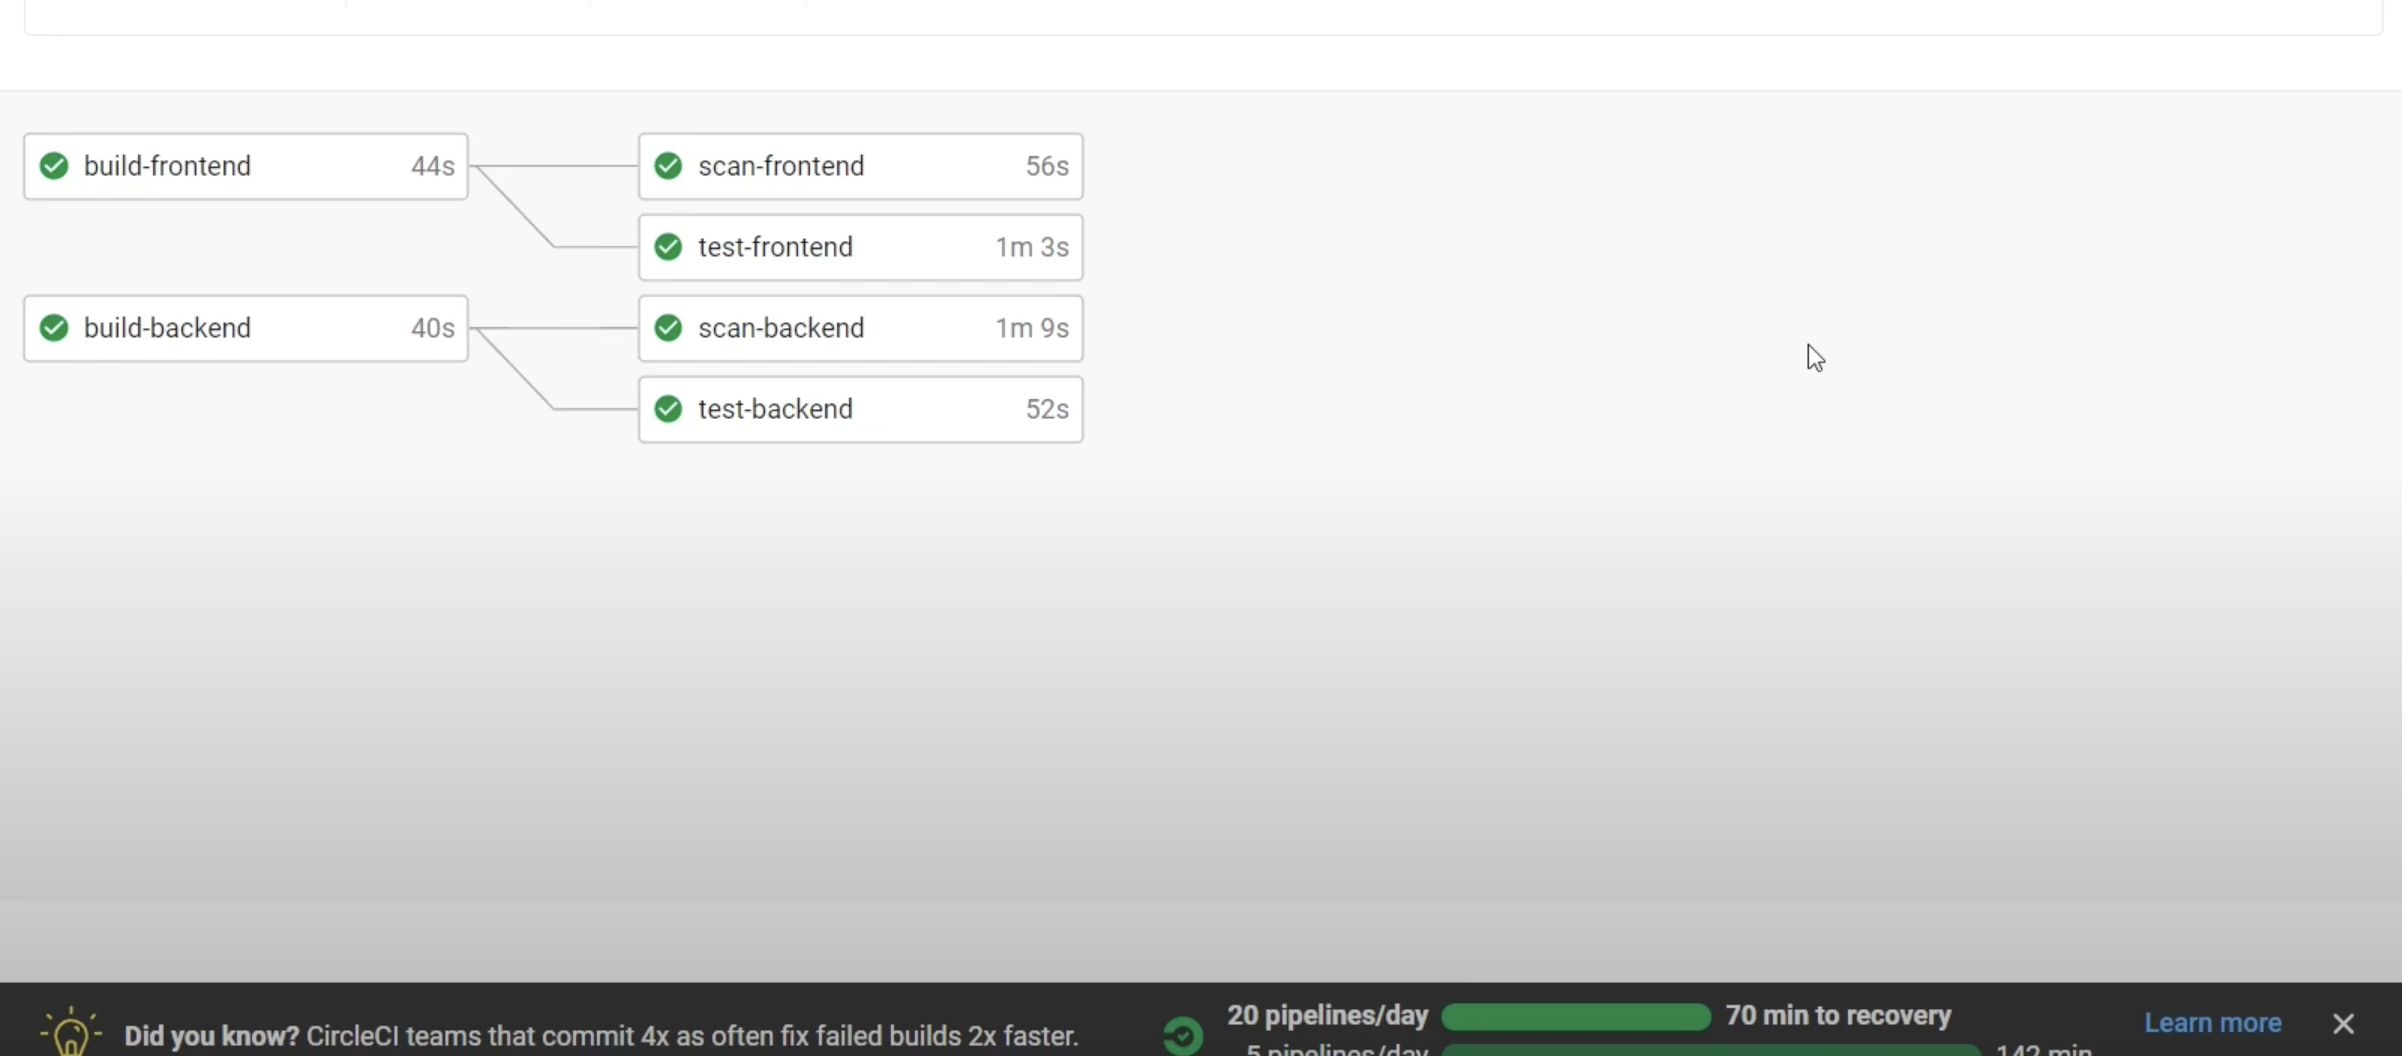 build-frontend 44s
scan-frontend 56s
test-frontend 1m 3s
build-backend 40s
scan-backend 1m 9s
test-backend 52s
Did you know? CircleCI teams that commit 4x as often fix failed builds 2x faster.
20 pipelines/day 70 min to recovery
5 pipelines/day 142 min
Learn more